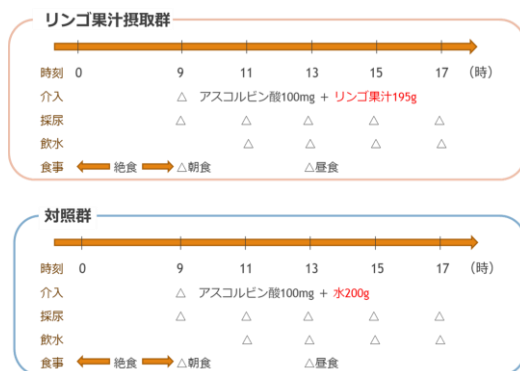 リンゴ果汁摂取群
時刻 0 9 11 13 15 17 (時)
介入 △ アスコルビン酸100mg + リンゴ果汁195g
採尿 △ △ △ △ △
飲水 △ △ △ △
食事 絶食 △朝食 △昼食
対照群
時刻 0 9 11 13 15 17 (時)
介入 △ アスコルビン酸100mg + 水200g
採尿 △ △ △ △ △
飲水 △ △ △ △
食事 絶食 △朝食 △昼食